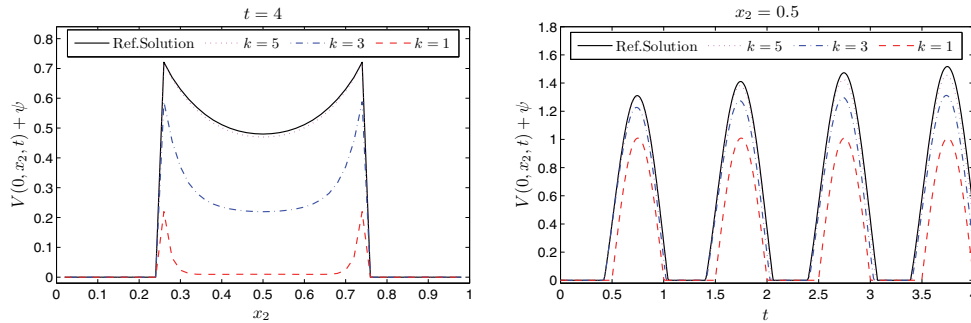 t = 4
Ref.Solution k = 5 k = 3 k = 1
V(0, x₂, t) + ψ
0.8
0.7
0.6
0.5
0.4
0.3
0.2
0.1
0
0 0.1 0.2 0.3 0.4 0.5 0.6 0.7 0.8 0.9 1
x₂
x₂ = 0.5
Ref.Solution k = 5 k = 3 k = 1
V(0, x₂, t) + ψ
1.8
1.6
1.4
1.2
1.0
0.8
0.6
0.4
0.2
0
0 0.5 1 1.5 2 2.5 3 3.5 4
t